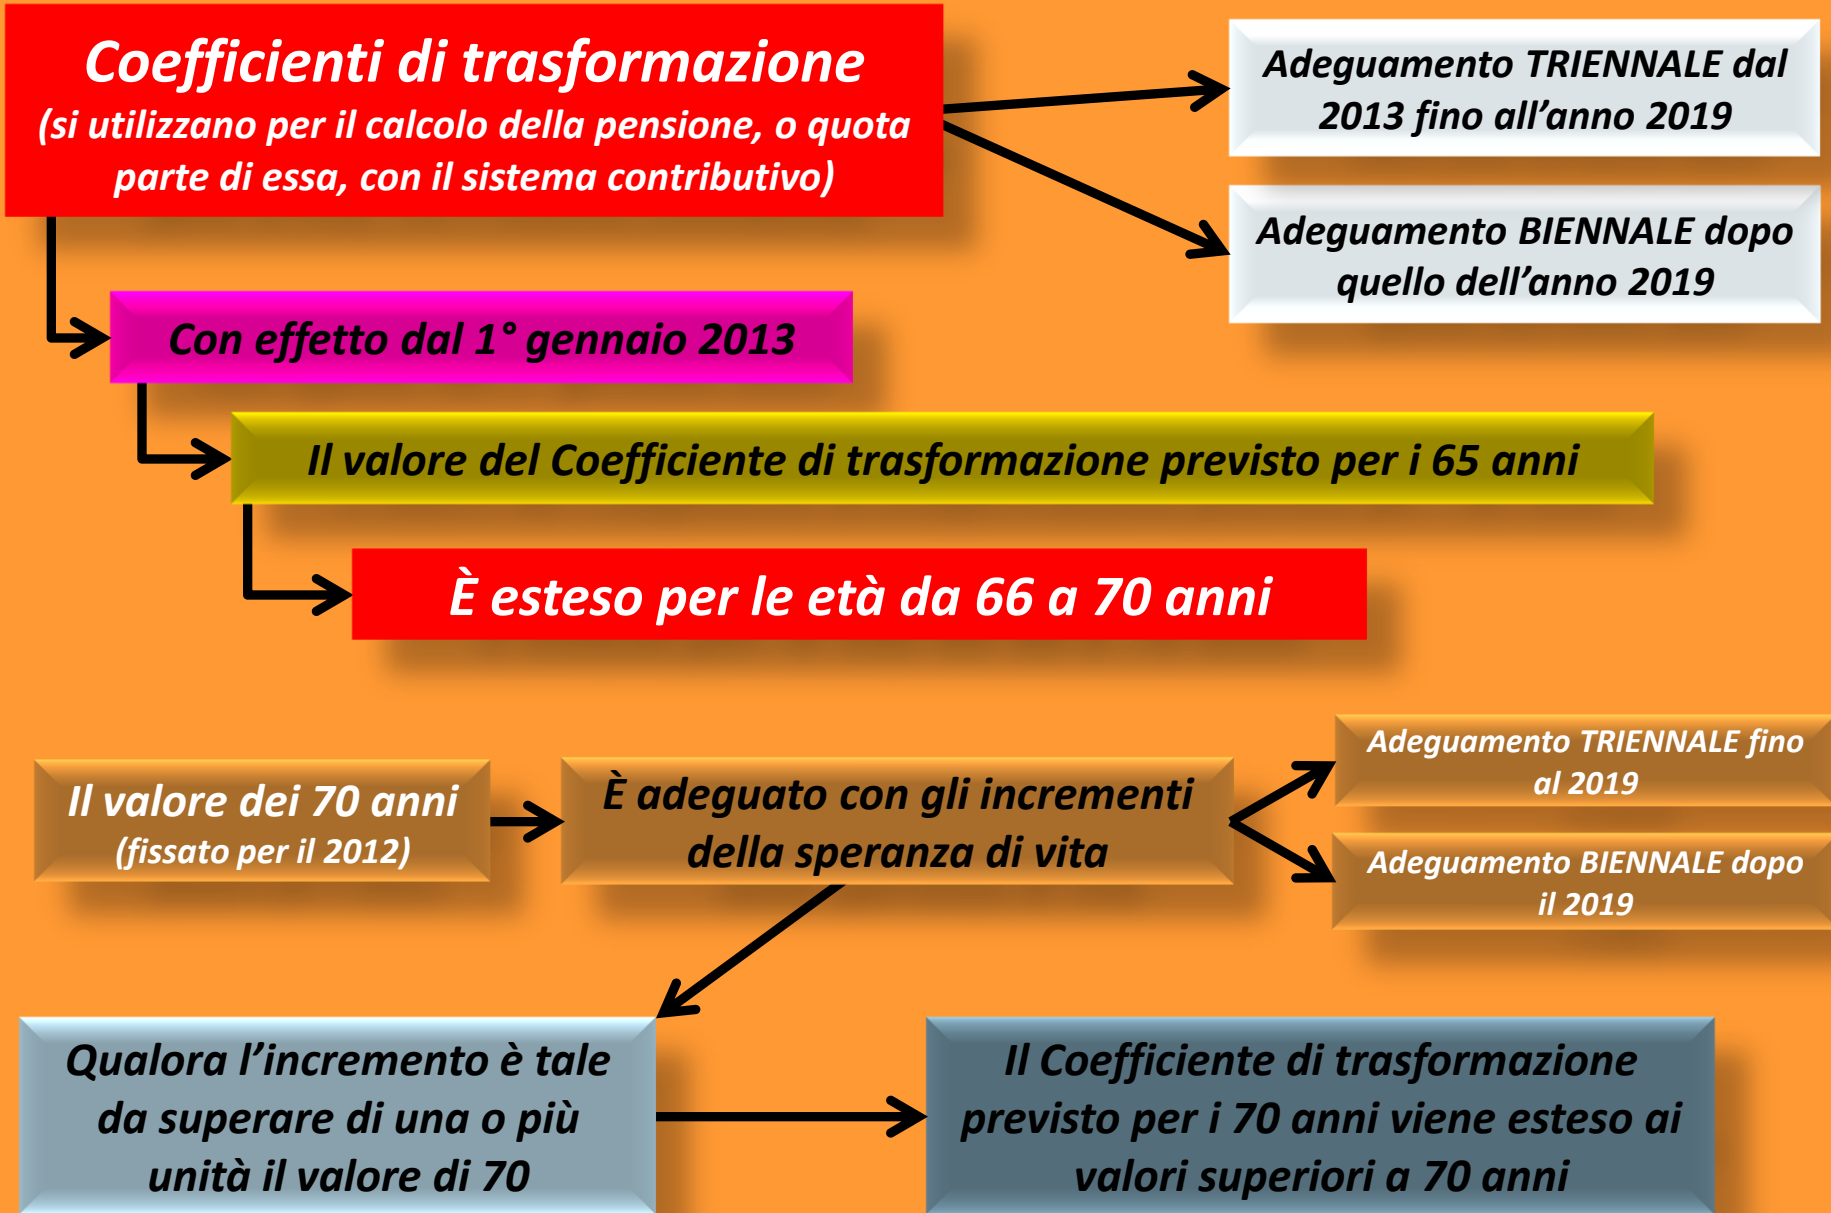 Coefficienti di trasformazione
(si utilizzano per il calcolo della pensione, o quota
parte di essa, con il sistema contributivo)
Adeguamento TRIENNALE dal
2013 fino all’anno 2019
Adeguamento BIENNALE dopo
quello dell’anno 2019
Con effetto dal 1° gennaio 2013
Il valore del Coefficiente di trasformazione previsto per i 65 anni
È esteso per le età da 66 a 70 anni
Il valore dei 70 anni
(fissato per il 2012)
È adeguato con gli incrementi
della speranza di vita
Adeguamento TRIENNALE fino
al 2019
Adeguamento BIENNALE dopo
il 2019
Qualora l’incremento è tale
da superare di una o più
unità il valore di 70
Il Coefficiente di trasformazione
previsto per i 70 anni viene esteso ai
valori superiori a 70 anni